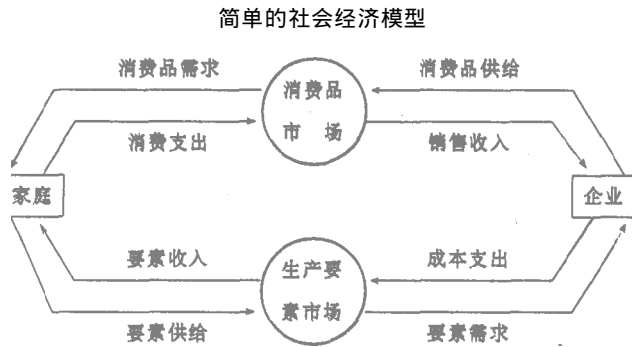 简单的社会经济模型
消费品需求
消费品
市 场
消费品供给
消费支出
销售收入
家庭
企业
要素收入
生产要
素市场
成本支出
要素供给
要素需求